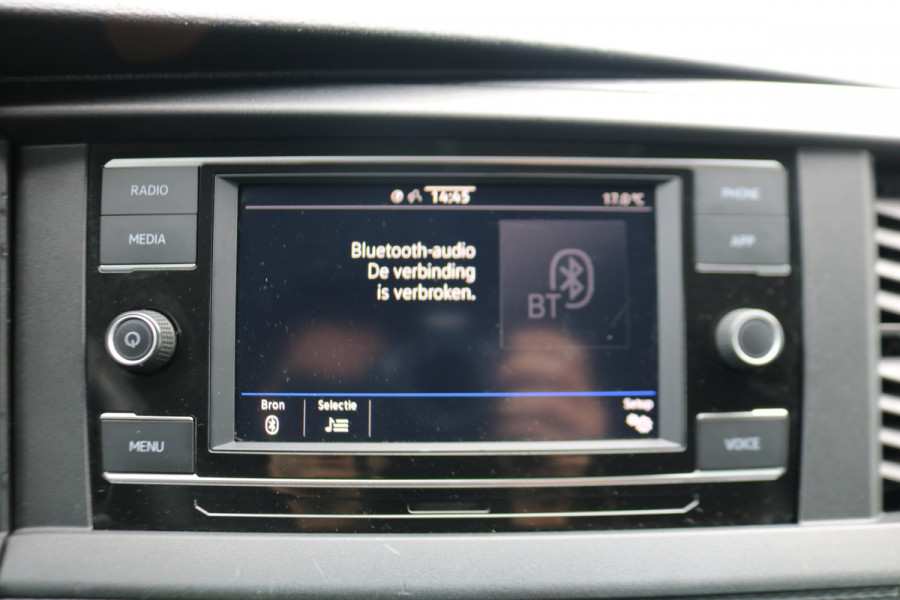 RADIO
MEDIA
MENU
14:45
17.0°C
Bluetooth-audio
De verbinding
is verbroken.
BT
Bron
Selectie
Setup
PHONE
APP
VOICE